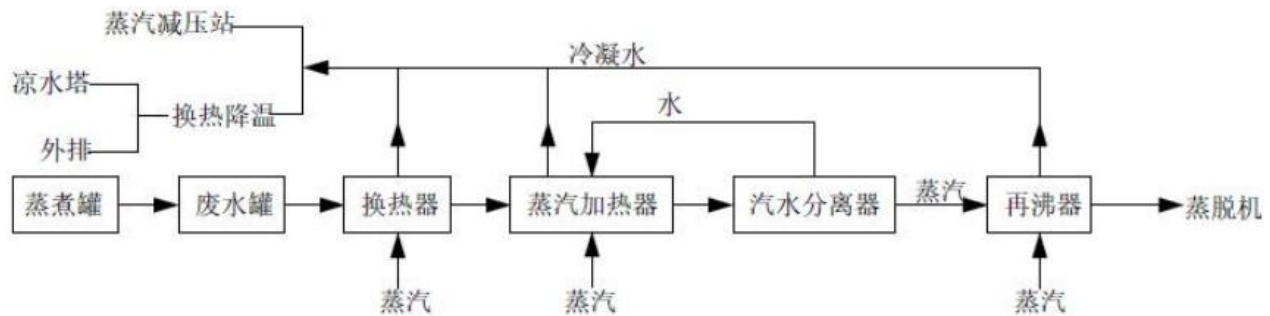 蒸汽减压站
冷凝水
凉水塔
水
换热降温
外排
蒸煮罐
废水罐
换热器
蒸汽加热器
汽水分离器
蒸汽
再沸器
蒸脱机
蒸汽
蒸汽
蒸汽